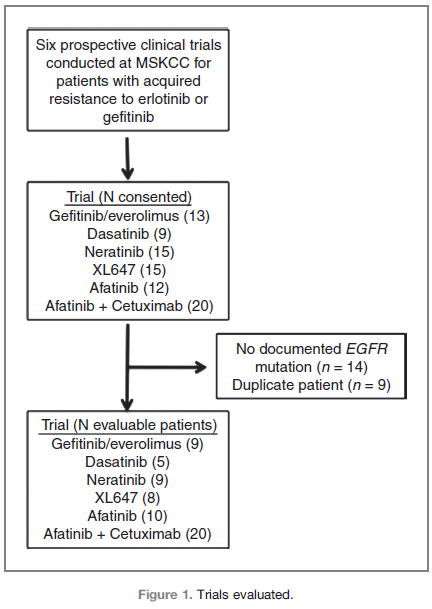 Six prospective clinical trials
conducted at MSKCC for
patients with acquired
resistance to erlotinib or
gefitinib
Trial (N consented)
Gefitinib/everolimus (13)
Dasatinib (9)
Neratinib (15)
XL647 (15)
Afatinib (12)
Afatinib + Cetuximab (20)
No documented EGFR
mutation (n = 14)
Duplicate patient (n = 9)
Trial (N evaluable patients)
Gefitinib/everolimus (9)
Dasatinib (5)
Neratinib (9)
XL647 (8)
Afatinib (10)
Afatinib + Cetuximab (20)
Figure 1. Trials evaluated.